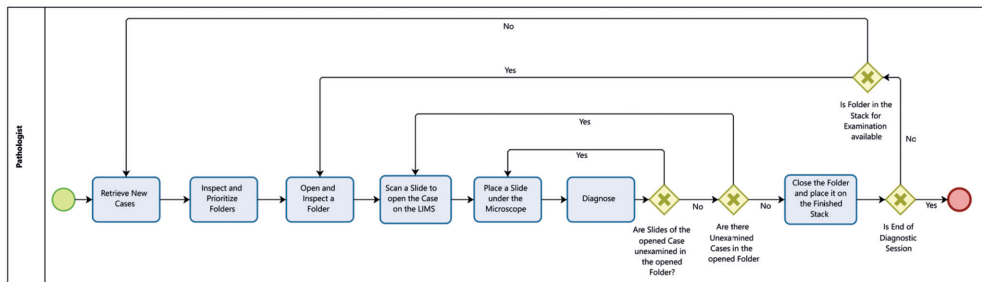 No
Yes
Is Folder in the
Stack for
Examination
available
Yes
No
Yes
Pathologist
Retrieve New
Cases
Inspect and
Prioritize Folders
Open and
Inspect a Folder
Scan a Slide to
open the Case
on the LIMS
Place a Slide
under the
Microscope
Diagnose
No
No
Close the Folder
and place it on
the Finished
Stack
Yes
Are Slides of the
opened Case
unexamined in
the opened
Folder?
Are there
Unexamined
Cases in the
opened Folder
Is End of
Diagnostic
Session